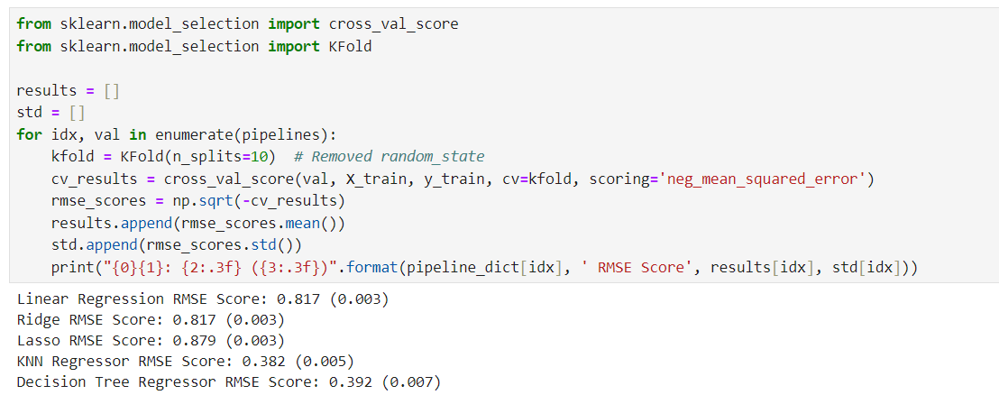 from sklearn.model_selection import cross_val_score
from sklearn.model_selection import KFold
results = []
std = []
for idx, val in enumerate(pipelines):
    kfold = KFold(n_splits=10)  # Removed random_state
    cv_results = cross_val_score(val, X_train, y_train, cv=kfold, scoring='neg_mean_squared_error')
    rmse_scores = np.sqrt(-cv_results)
    results.append(rmse_scores.mean())
    std.append(rmse_scores.std())
    print("{0}{1}: {2:.3f} ({3:.3f})".format(pipeline_dict[idx], ' RMSE Score', results[idx], std[idx]))
Linear Regression RMSE Score: 0.817 (0.003)
Ridge RMSE Score: 0.817 (0.003)
Lasso RMSE Score: 0.879 (0.003)
KNN Regressor RMSE Score: 0.382 (0.005)
Decision Tree Regressor RMSE Score: 0.392 (0.007)